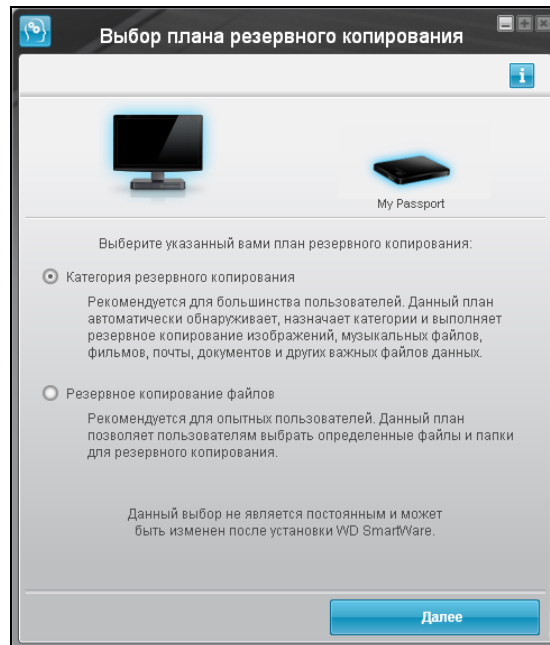 Выбор плана резервного копирования
i
My Passport
Выберите указанный вами план резервного копирования:
Категория резервного копирования
Рекомендуется для большинства пользователей. Данный план
автоматически обнаруживает, назначает категории и выполняет
резервное копирование изображений, музыкальных файлов,
фильмов, почты, документов и других важных файлов данных.
Резервное копирование файлов
Рекомендуется для опытных пользователей. Данный план
позволяет пользователям выбрать определенные файлы и папки
для резервного копирования.
Данный выбор не является постоянным и может
быть изменен после установки WD SmartWare.
Далее